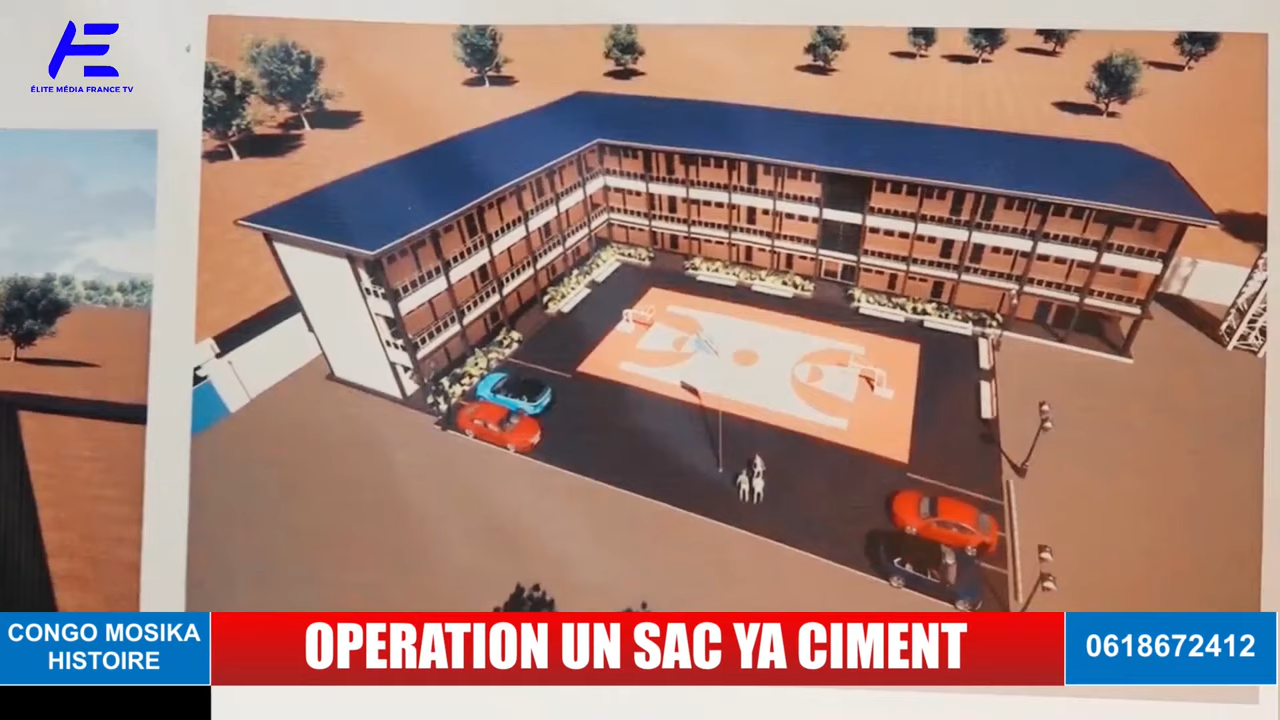 ÉLITE MÉDIA FRANCE TV
CONGO MOSIKA
HISTOIRE
OPERATION UN SAC YA CIMENT
0618672412